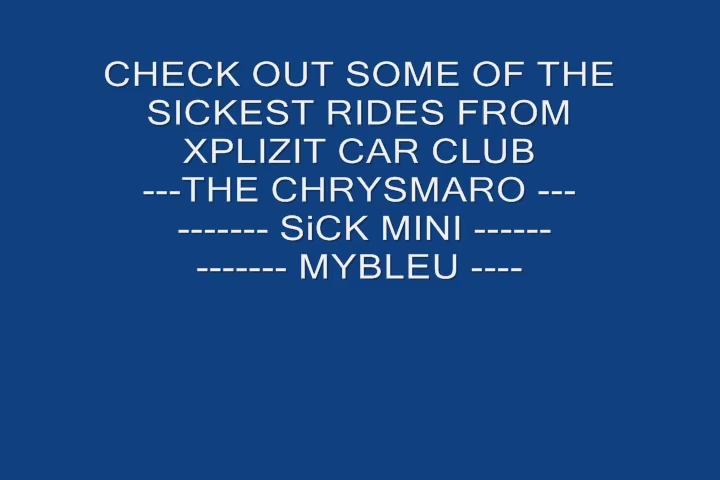 CHECK OUT SOME OF THE
SICKEST RIDES FROM
XPLIZIT CAR CLUB
---THE CHRYSMARO ---
------- SiCK MINI ------
------- MYBLEU ----